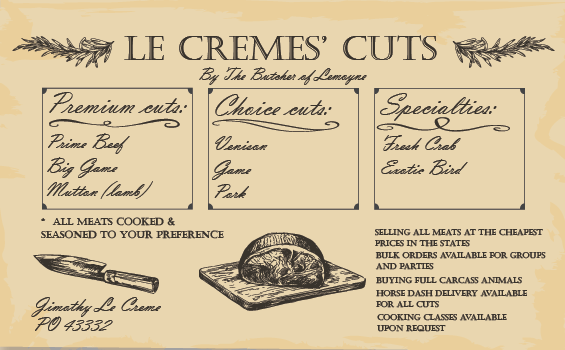 LE CREMES' CUTS
By The Butcher of Lemoyne
Premium cuts:
Prime Beef
Big Game
Mutton (lamb)
Choice cuts:
Venison
Game
Pork
Specialties:
Fresh Crab
Exotic Bird
* ALL MEATS COOKED &
SEASONED TO YOUR PREFERENCE
Jimothy Le Creme
PO 43332
SELLING ALL MEATS AT THE CHEAPEST
PRICES IN THE STATES
BULK ORDERS AVAILABLE FOR GROUPS
AND PARTIES
BUYING FULL CARCASS ANIMALS
HORSE DASH DELIVERY AVAILABLE
FOR ALL CUTS
COOKING CLASSES AVAILABLE
UPON REQUEST